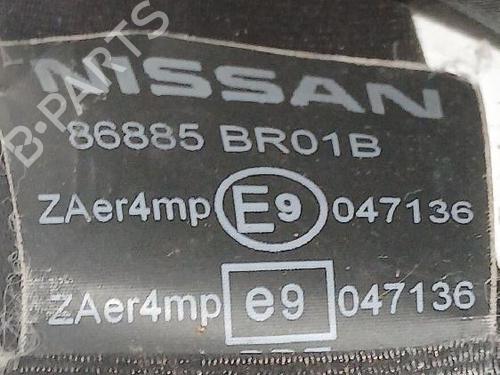 B-PARTS
NISSAN
86885 BR01B
ZAer4mp E9 047136
ZAer4mp e9 047136